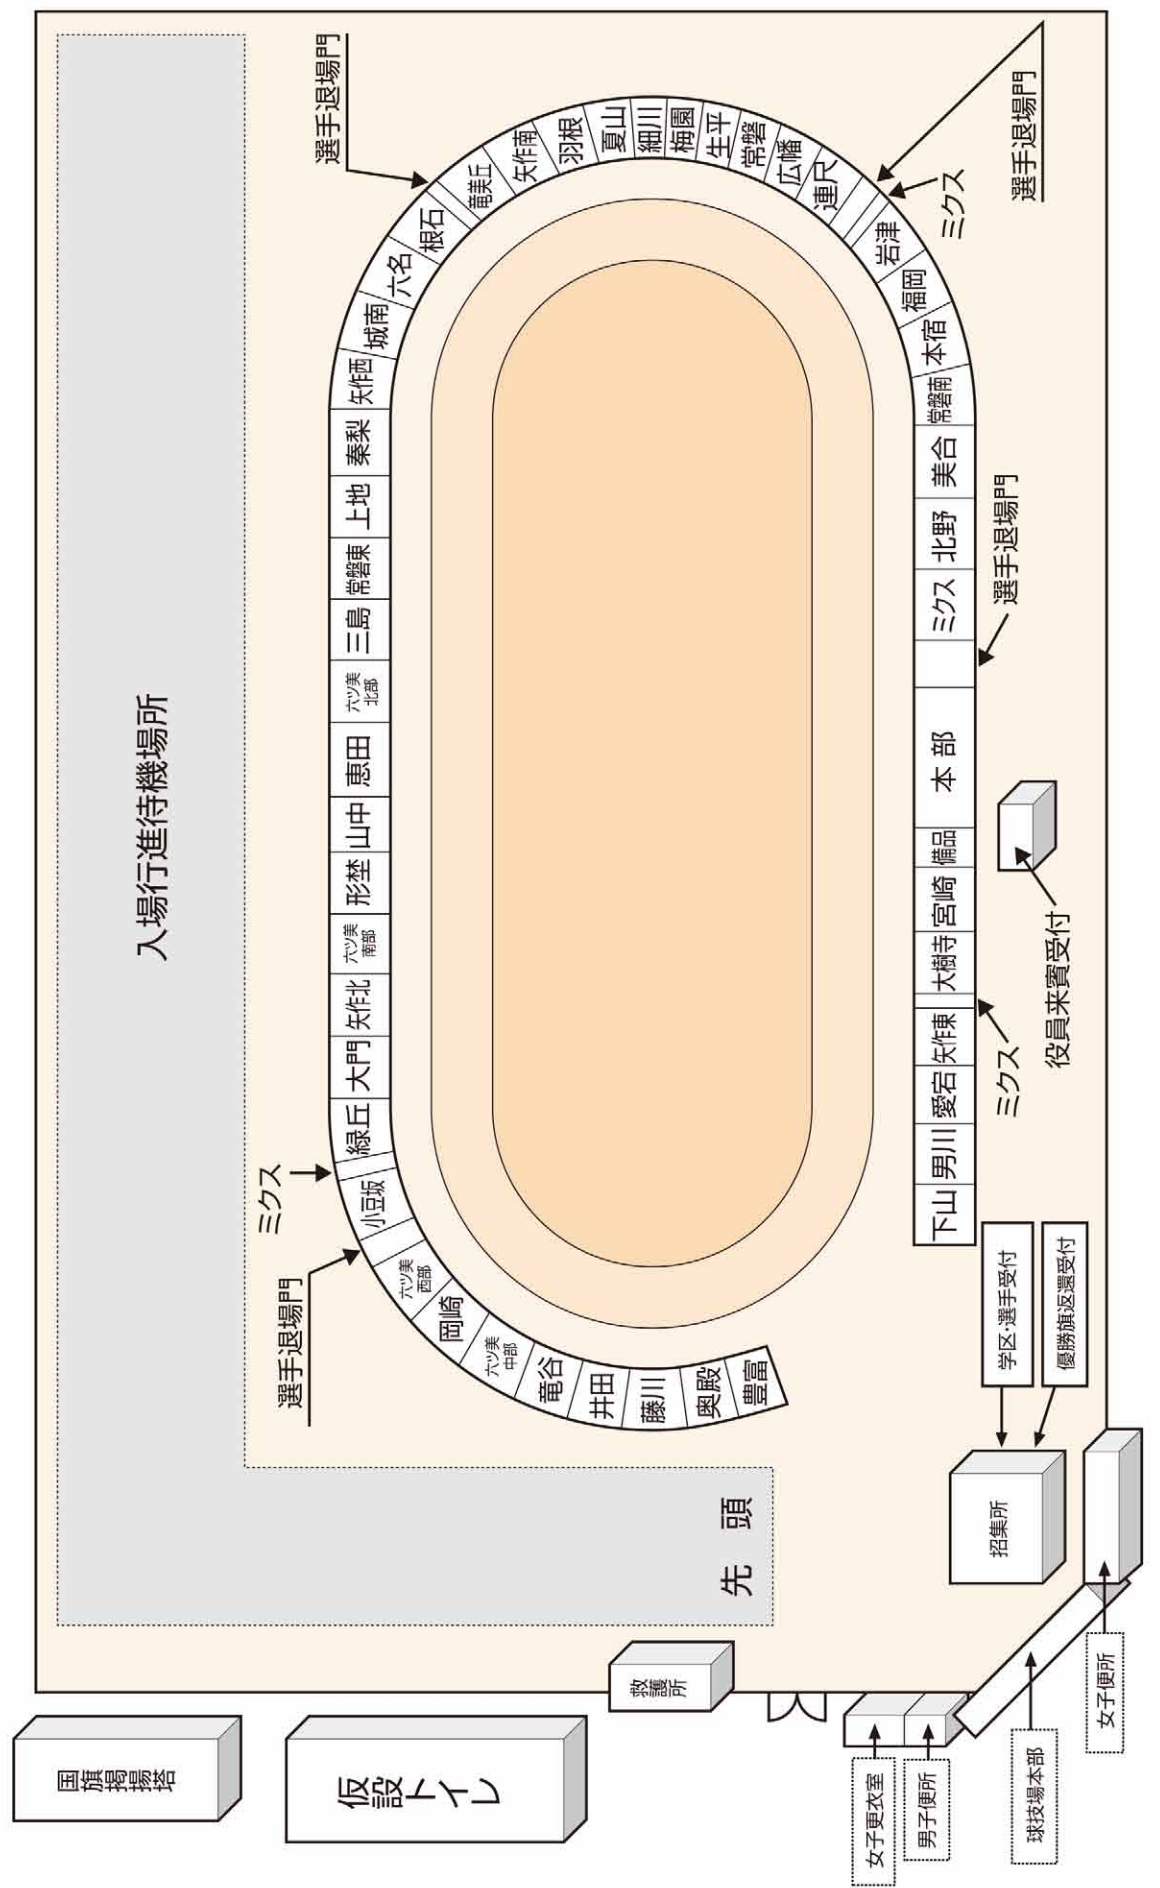 入場行進待機場所
先頭
選手退場門
選手退場門
ミクス
豊富
奥殿
藤川
井田
竜谷
六ツ美
中部
岡崎
六ツ美
西部
小豆坂
緑丘
大門
矢作北
六ツ美
南部
形埜
山中
恵田
六ツ美
北部
三島
常磐東
上地
秦梨
矢作西
城南
六名
根石
竜美丘
矢作南
羽根
夏山
細川
梅園
生平
常磐
広幡
連尺
岩津
福岡
本宿
常磐南
美合
北野
ミクス
本部
備品
宮崎
大樹寺
矢作東
愛宕
男川
下山
選手退場門
ミクス
選手退場門
ミクス
役員来賓受付
学区・選手受付
優勝旗返還受付
招集所
救護所
国旗掲揚塔
仮設トイレ
女子更衣室
男子便所
球技場本部
女子便所